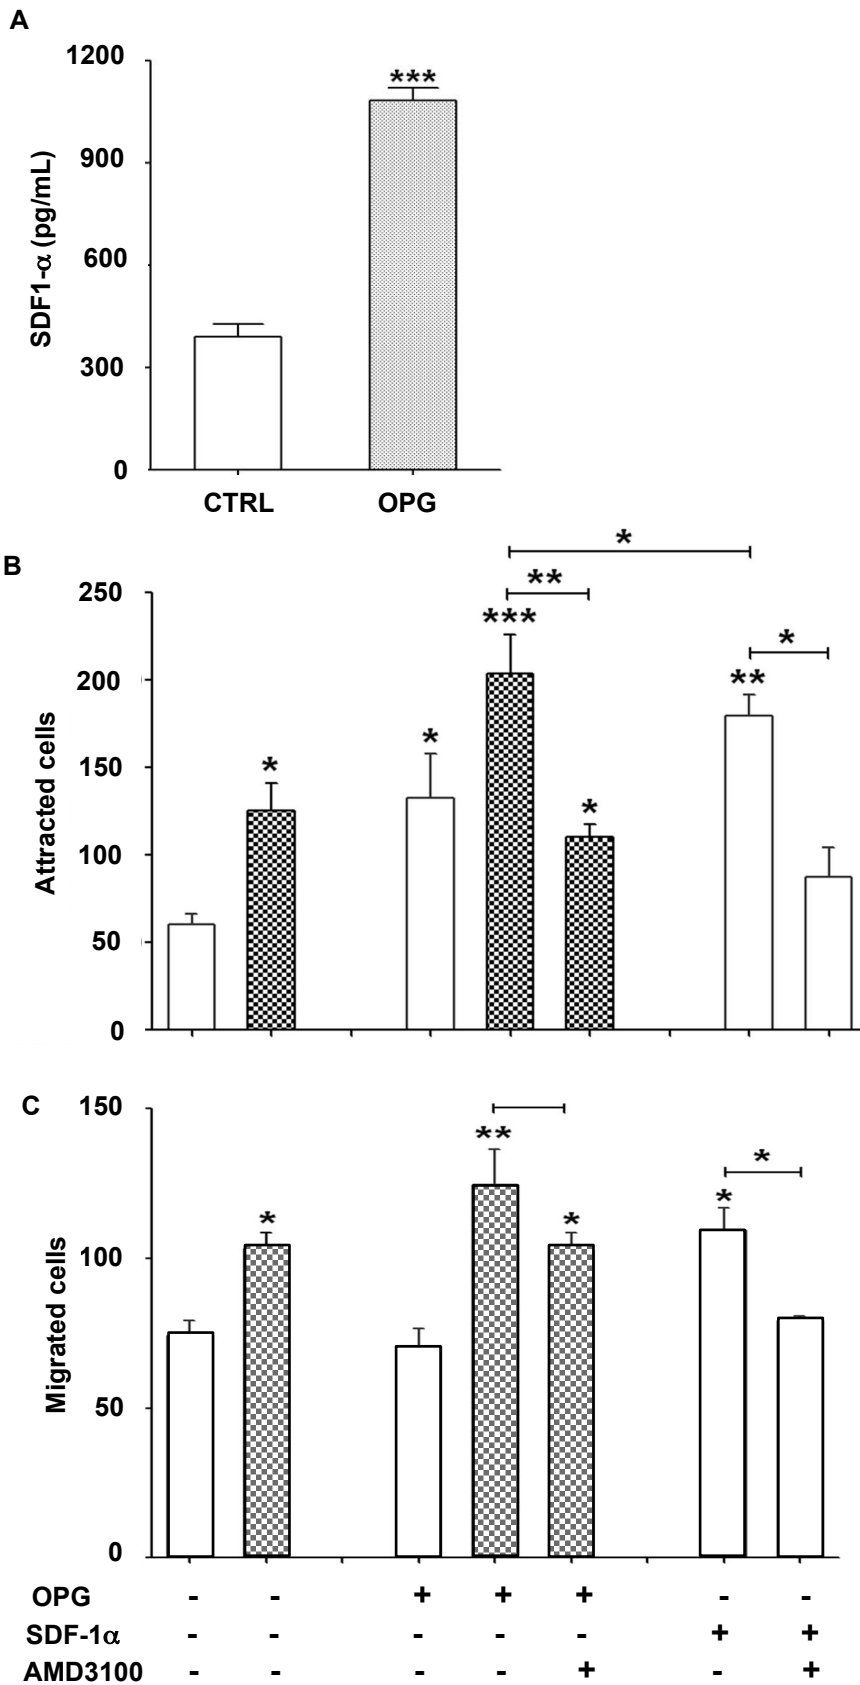 A
1200
***
900
SDF1-α (pg/mL)
600
300
0
CTRL OPG
*
B
250
**
***
*
200
**
Attracted cells
*
*
150
*
100
50
0
C
150
**
*
*
*
*
Migrated cells
100
50
0
OPG - - + + + - -
SDF-1α - - - - - + +
AMD3100 - - - - + - +